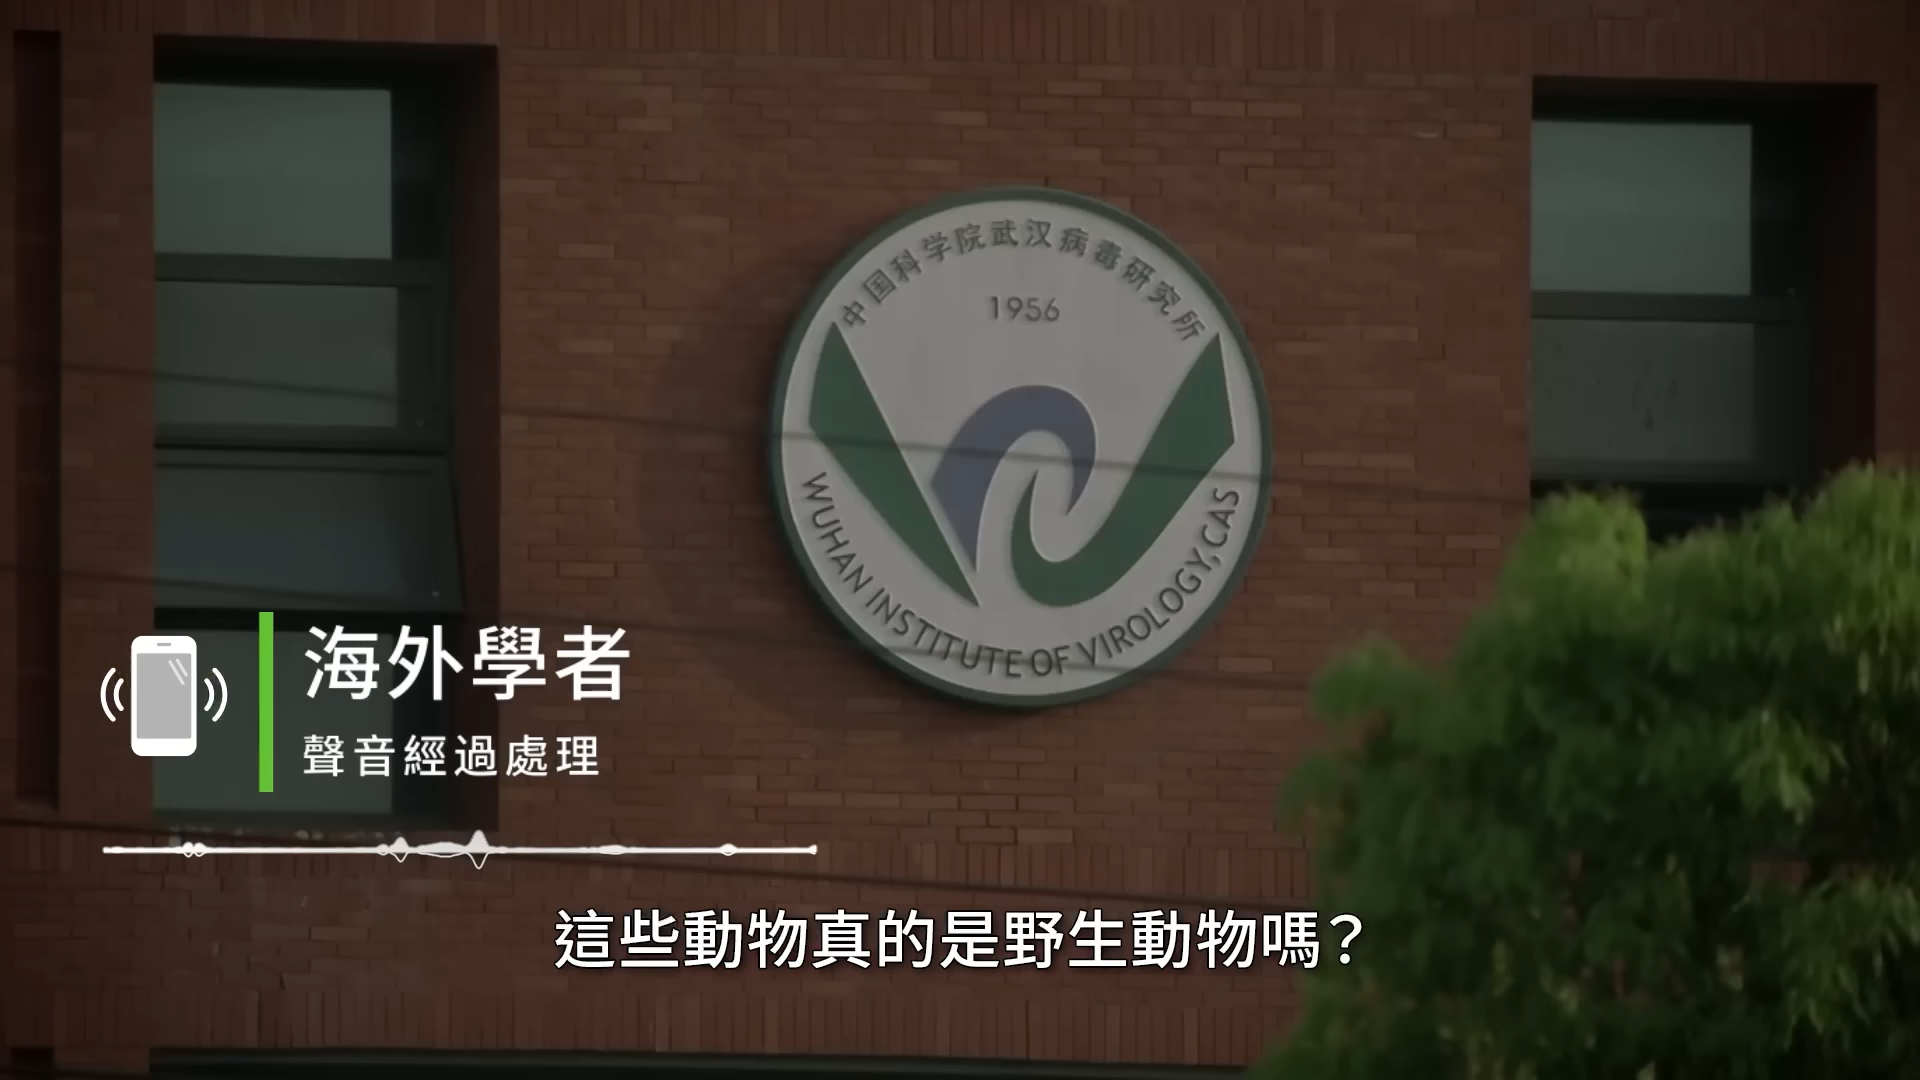 中国科学院武汉病毒研究所
1956
WUHAN INSTITUTE OF VIROLOGY,CAS
海外學者
聲音經過處理
這些動物真的是野生動物嗎？